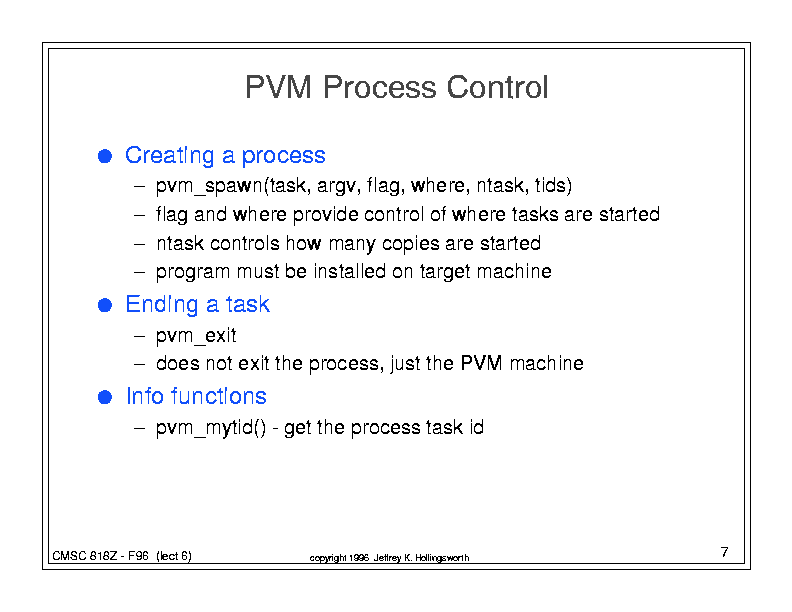 PVM Process Control
● Creating a process
– pvm_spawn(task, argv, flag, where, ntask, tids)
– flag and where provide control of where tasks are started
– ntask controls how many copies are started
– program must be installed on target machine
● Ending a task
– pvm_exit
– does not exit the process, just the PVM machine
● Info functions
– pvm_mytid() - get the process task id
CMSC 818Z - F96 (lect 6)
copyright 1996 Jeffrey K. Hollingsworth
7